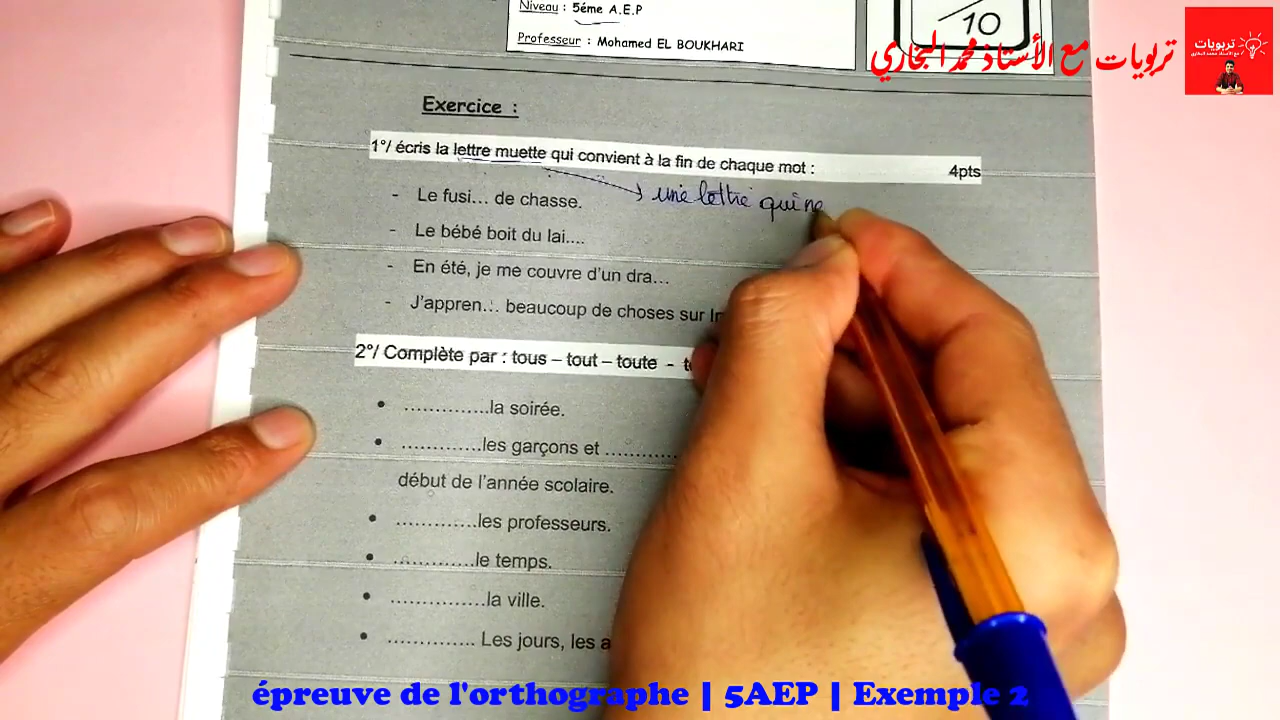 Niveau : 5éme A.E.P
Professeur : Mohamed EL BOUKHARI
10
تربويات مع الأستاذ محمد البخاري
تربويات
Exercice :
1°/ écris la lettre muette qui convient à la fin de chaque mot : 4pts
une lettre qui ne
- Le fusi... de chasse.
- Le bébé boit du lai....
- En été, je me couvre d'un dra...
- J'appren... beaucoup de choses sur
2°/ Complète par : tous – tout – toute -
• ..............la soirée.
• .............les garçons et ............
début de l'année scolaire.
• .............les professeurs.
• .............le temps.
• ...............la ville.
• .............. Les jours, les
épreuve de l'orthographe | 5AEP | Exemple 2